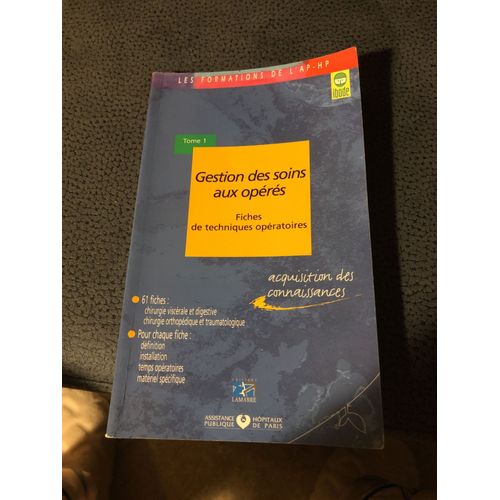 LES FORMATIONS DE L'AP-HP
ibode
Tome 1
Gestion des soins
aux opérés
Fiches
de techniques opératoires
acquisition des
connaissances
61 fiches :
chirurgie viscérale et digestive
chirurgie orthopédique et traumatologique
Pour chaque fiche :
définition
installation
temps opératoires
matériel spécifique
EDITIONS
LAMARRE
ASSISTANCE PUBLIQUE
HÔPITAUX DE PARIS